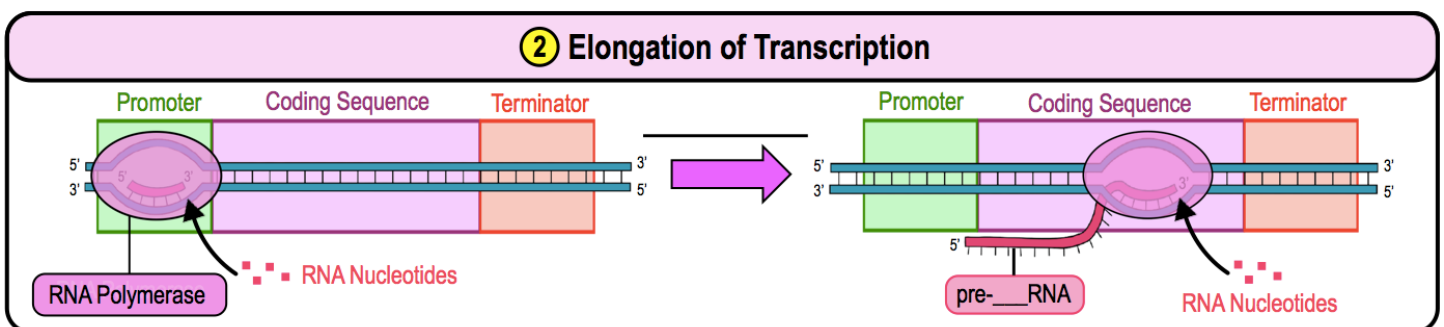 2 Elongation of Transcription
Promoter Coding Sequence Terminator
5' 3'
3' 5'
5' 3'
RNA Polymerase
RNA Nucleotides
Promoter Coding Sequence Terminator
5' 3'
3' 5'
3'
5'
pre-___RNA
RNA Nucleotides